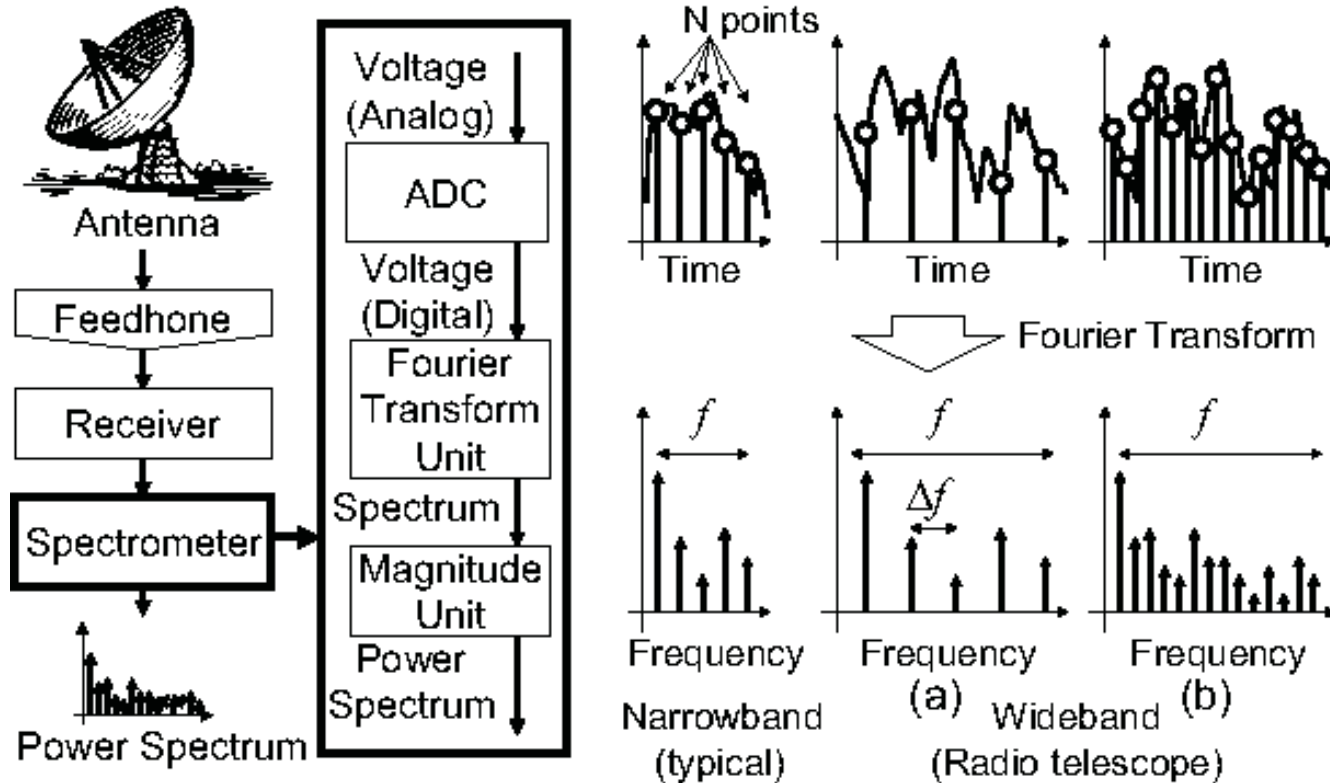 Antenna
Feedhone
Receiver
Spectrometer
Power Spectrum
Voltage
(Analog)
ADC
Voltage
(Digital)
Fourier
Transform
Unit
Spectrum
Magnitude
Unit
Power
Spectrum
N points
Time
Time
Time
Fourier Transform
f
f
Δf
f
Frequency
Frequency
Frequency
(a)
(b)
Narrowband
(typical)
Wideband
(Radio telescope)